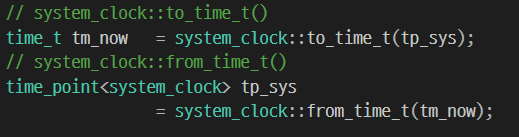 // system_clock::to_time_t()
time_t tm_now   = system_clock::to_time_t(tp_sys);
// system_clock::from_time_t()
time_point<system_clock> tp_sys
                = system_clock::from_time_t(tm_now);